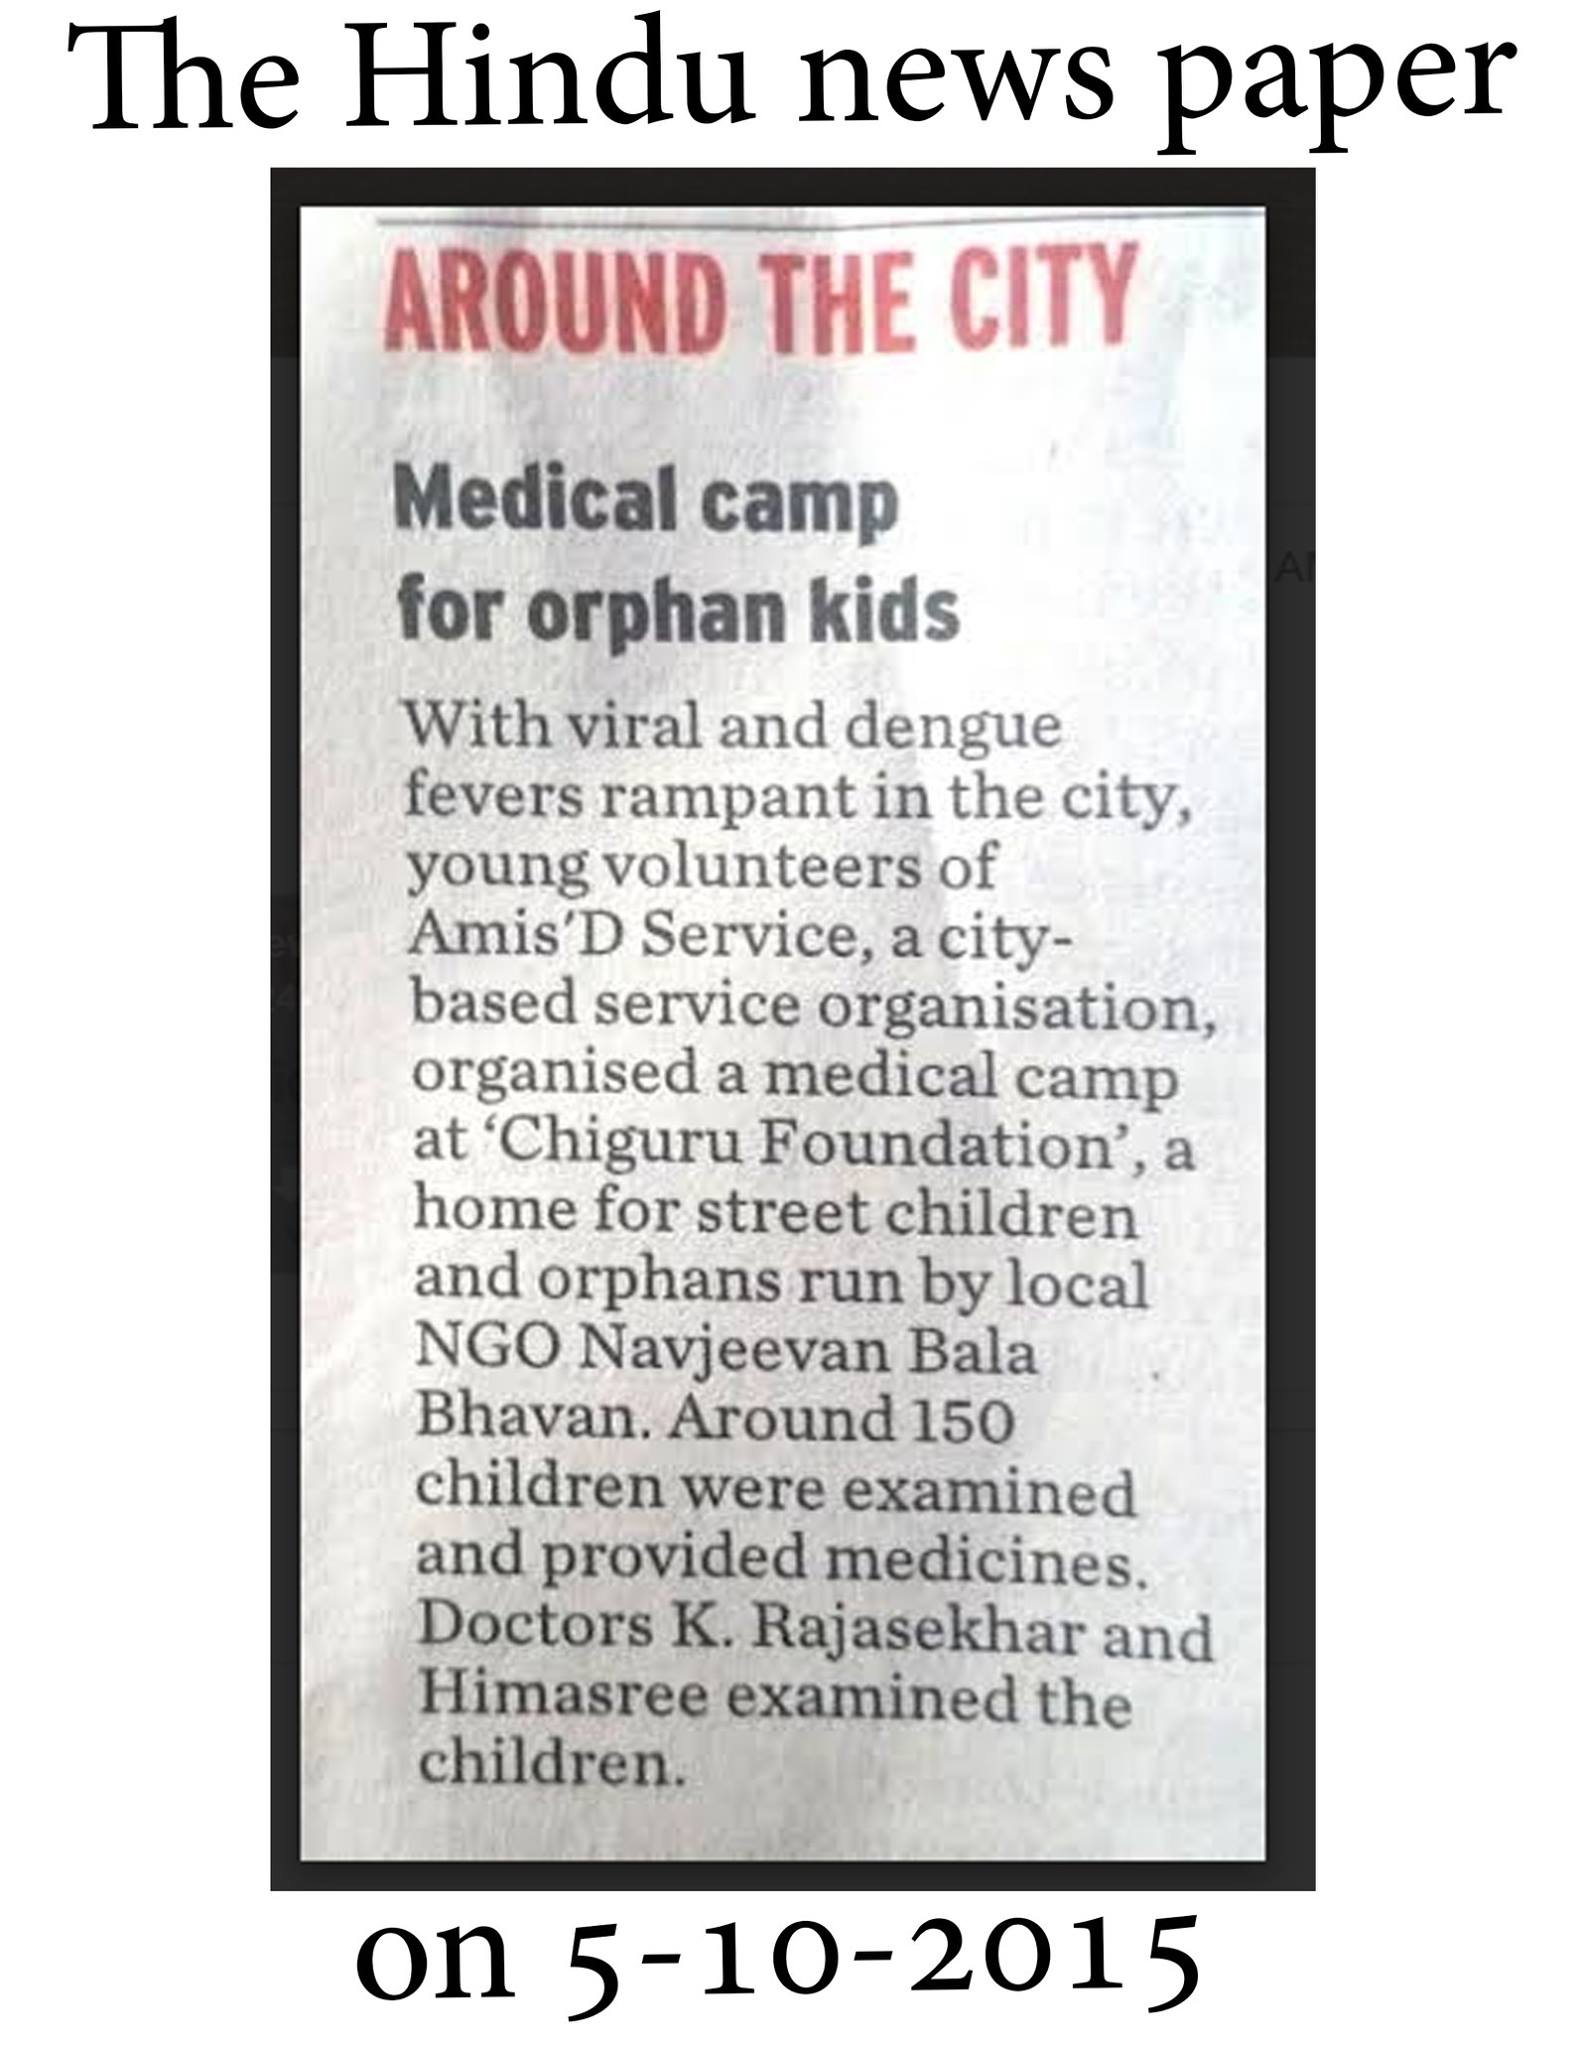 The Hindu news paper
AROUND THE CITY
Medical camp
for orphan kids
With viral and dengue
fevers rampant in the city,
young volunteers of
Amis'D Service, a city-
based service organisation,
organised a medical camp
at ‘Chiguru Foundation’, a
home for street children
and orphans run by local
NGO Navjeevan Bala
Bhavan. Around 150
children were examined
and provided medicines.
Doctors K. Rajasekhar and
Himasree examined the
children.
on 5-10-2015